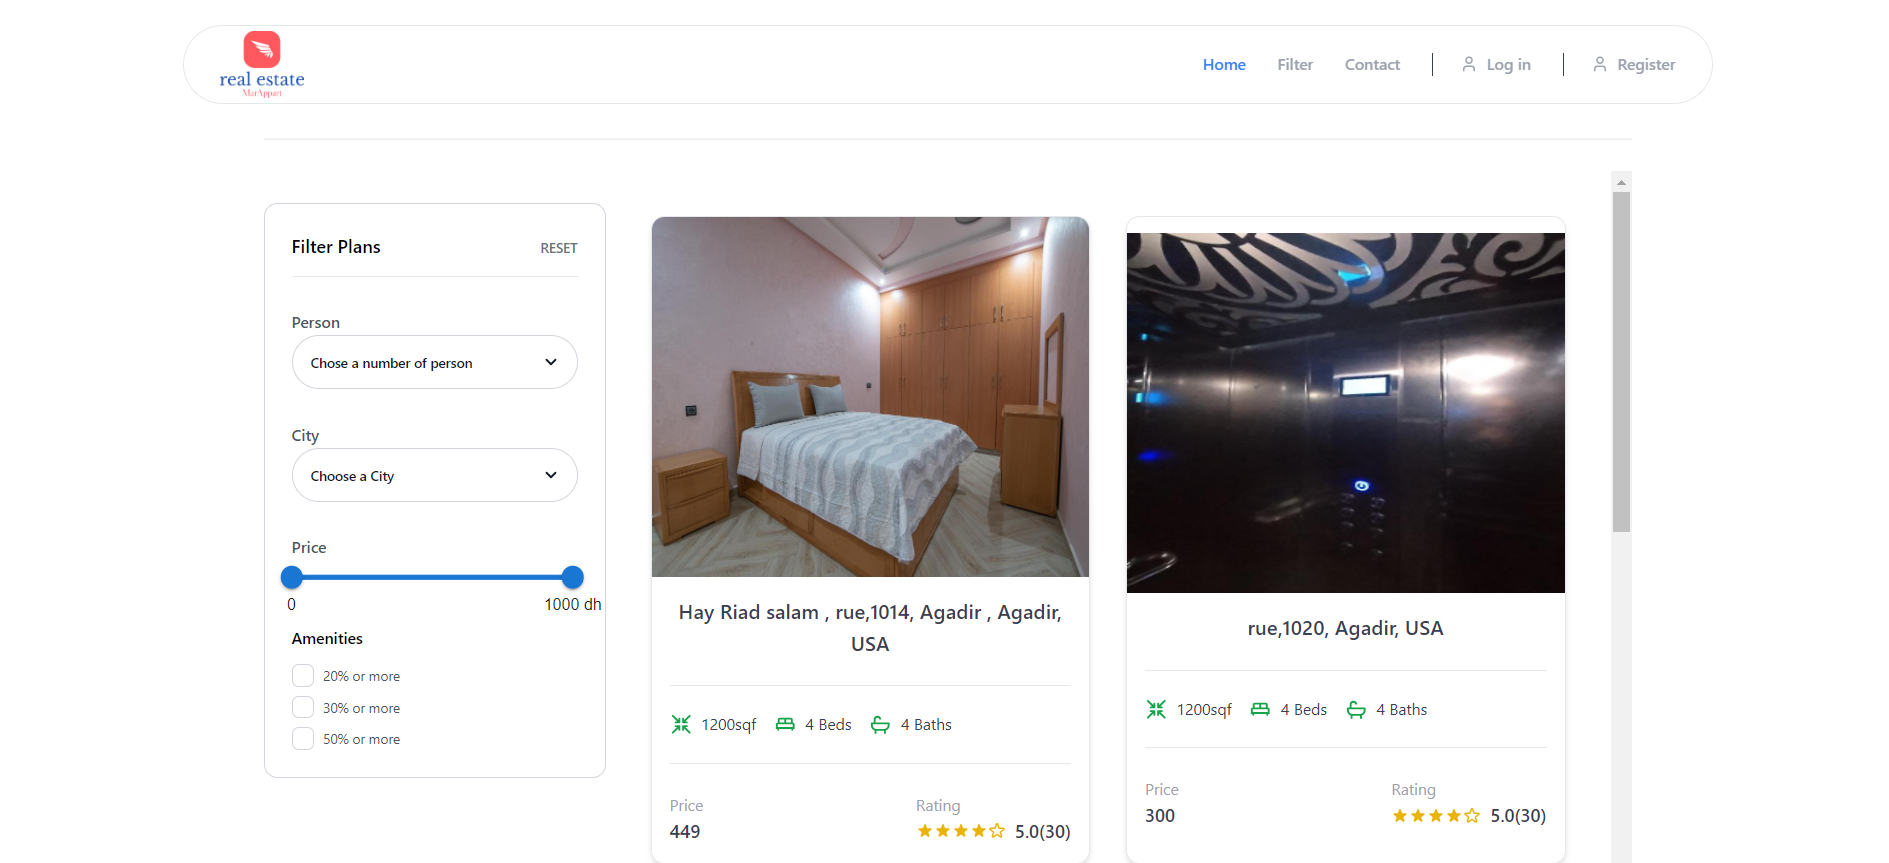 real estate
MarAppart
Home
Filter
Contact
Log in
Register
Filter Plans
RESET
Person
Chose a number of person
City
Choose a City
Price
0
1000 dh
Amenities
20% or more
30% or more
50% or more
Hay Riad salam , rue,1014, Agadir , Agadir,
USA
1200sqf
4 Beds
4 Baths
Price
Rating
449
5.0(30)
rue,1020, Agadir, USA
1200sqf
4 Beds
4 Baths
Price
Rating
300
5.0(30)